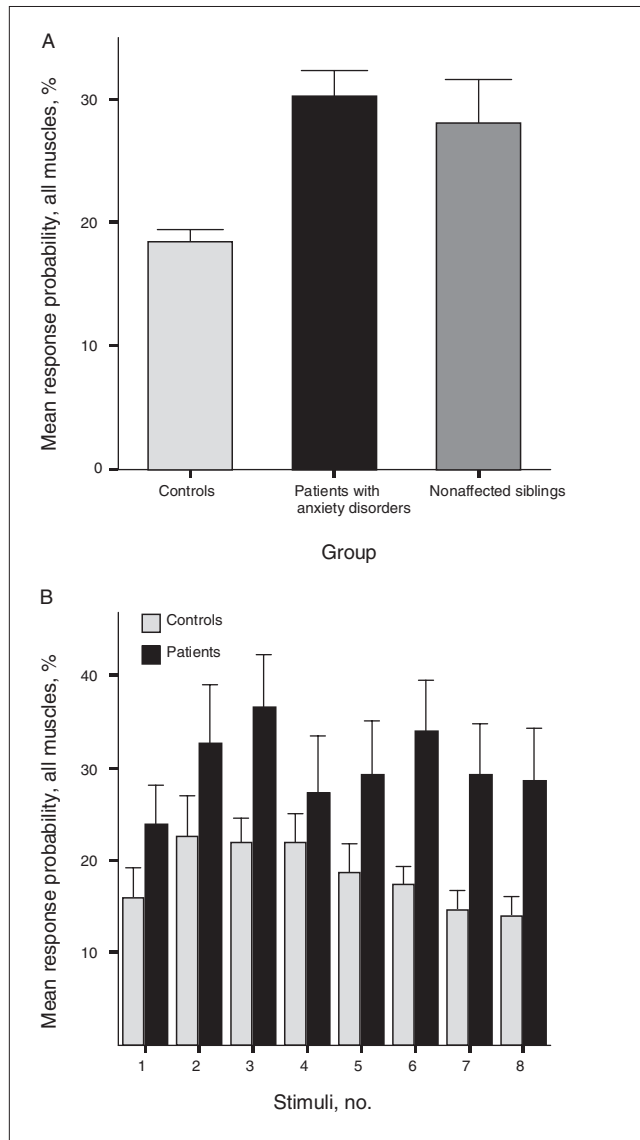 A
Mean response probability, all muscles, %
30
20
10
0
Controls
Patients with
anxiety disorders
Nonaffected siblings
Group
B
Controls
Patients
Mean response probability, all muscles, %
40
30
20
10
1 2 3 4 5 6 7 8
Stimuli, no.